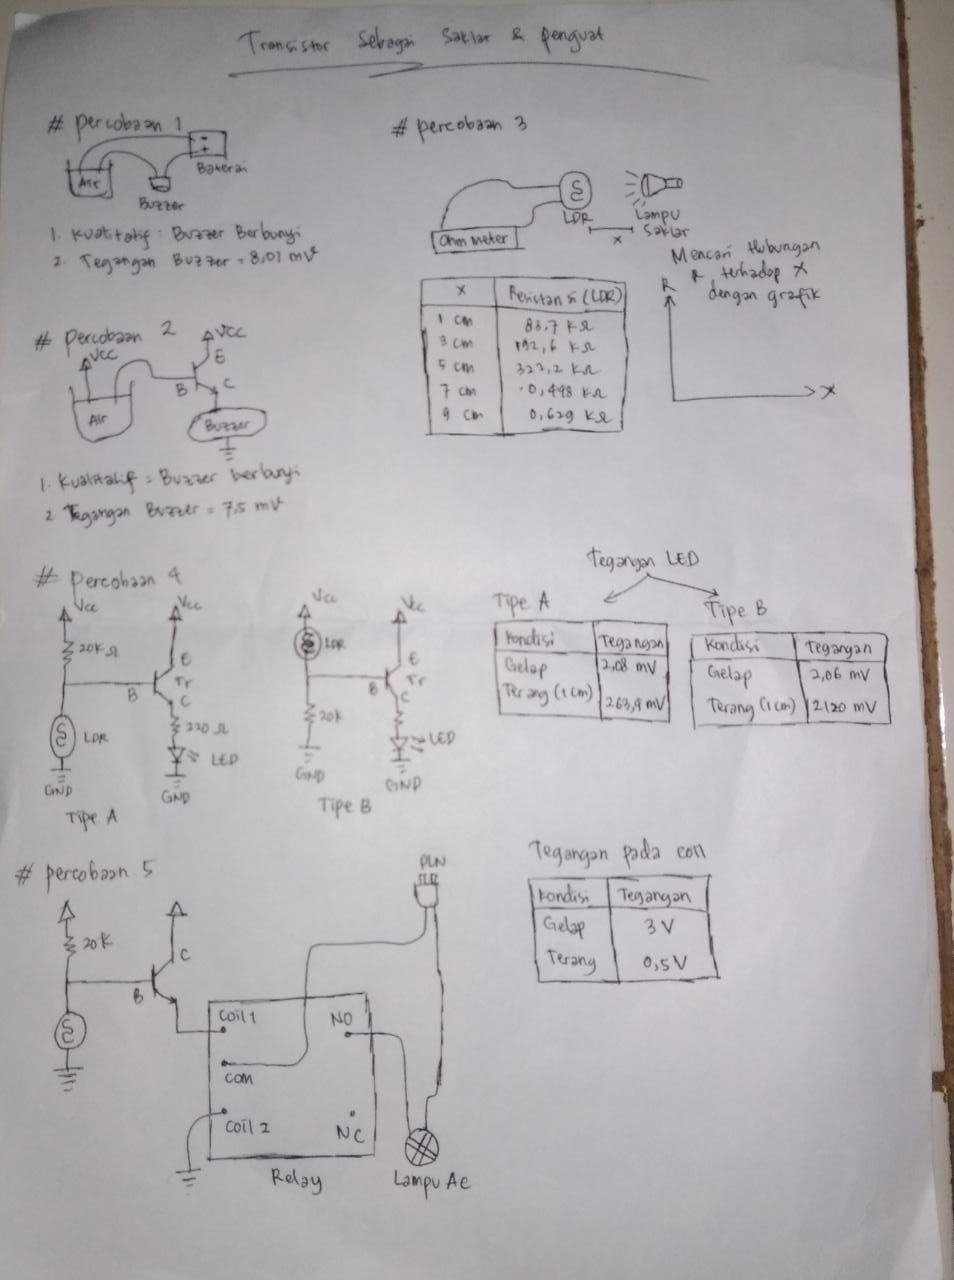 Transistor Sebagai Saklar & Penguat
# Percobaan 1
Baterai
Air
Buzzer
1. Kualitatif : Buzzer Berbunyi
2. Tegangan Buzzer = 8,01 mV
# Percobaan 2
VCC
VCC
E
B
C
Air
Buzzer
1. Kualitatif : Buzzer berbunyi
2. Tegangan Buzzer = 7,5 mV
# percobaan 3
Ohm meter
LDR
x
Lampu
Saklar
Mencari Hubungan
R terhadap X
dengan grafik
R
X
X Resistansi (LDR)
1 cm 83,7 KΩ
3 cm 192,6 KΩ
5 cm 323,2 KΩ
7 cm 0,498 KΩ
9 cm 0,629 KΩ
# Percobaan 4
Vcc
Vcc
20KΩ
E
Tr
B
C
220 Ω
LDR
LED
GND
GND
Tipe A
Vcc
Vcc
LDR
E
Tr
B
C
20K
LED
GND
GND
Tipe B
Tegangan LED
Tipe A
Kondisi Tegangan
Gelap 2,08 mV
Terang (1 cm) 263,9 mV
Tipe B
Kondisi Tegangan
Gelap 2,06 mV
Terang (1 cm) 2120 mV
# percobaan 5
20K
C
B
PLN
Coil 1
NO
COM
Coil 2
NC
Relay
Lampu AC
Tegangan pada coil
Kondisi Tegangan
Gelap 3 V
Terang 0,5 V